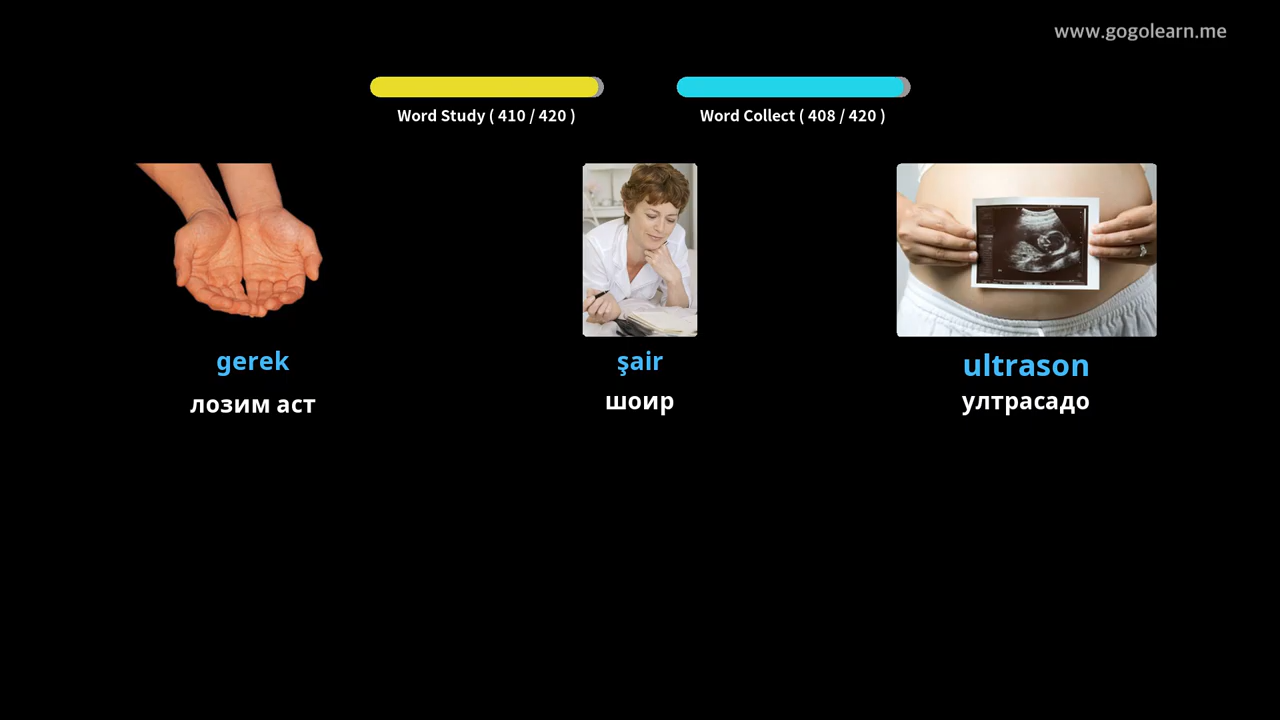 www.gogolearn.me
Word Study ( 410 / 420 )
Word Collect ( 408 / 420 )
gerek
şair
ultrason
лозим аст
шоир
ултрасадо